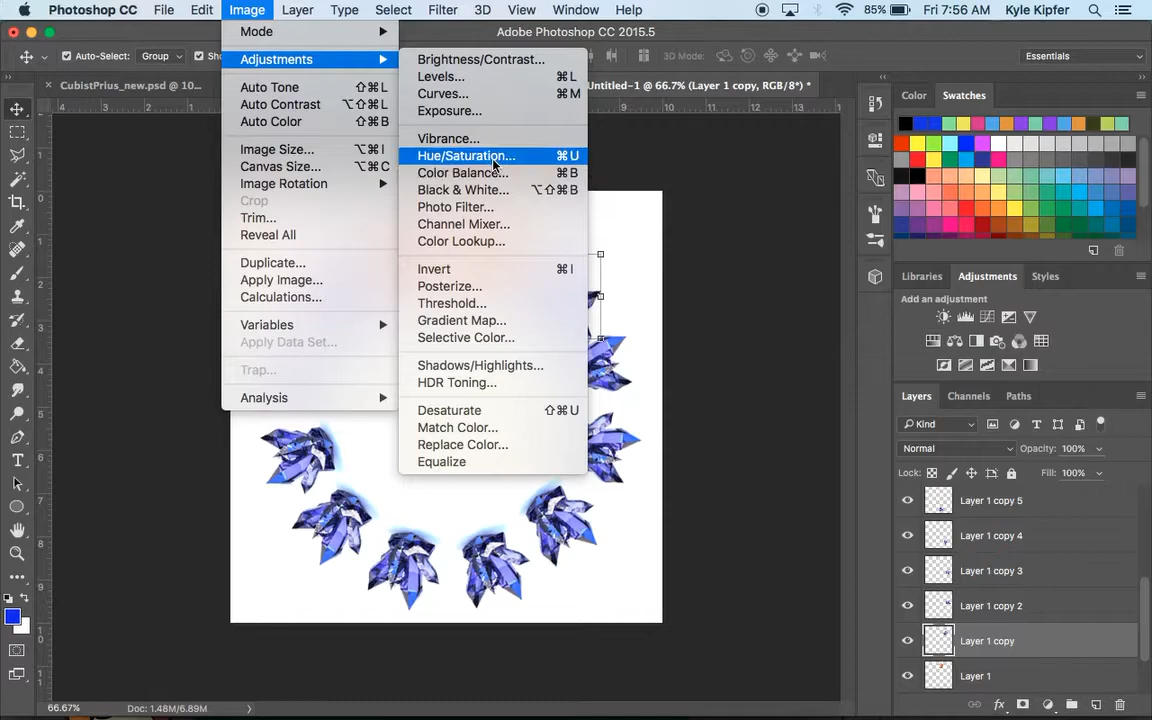 Photoshop CC File Edit Image Layer Type Select Filter 3D View Window Help 85% Fri 7:56 AM Kyle Kipfer
Adobe Photoshop CC 2015.5
Auto-Select: Group 3D Mode: Essentials
CubistPrius_new.psd @ 10... Untitled-1 @ 66.7% (Layer 1 copy, RGB/8*) *
Mode
Adjustments
Auto Tone ⇧⌘L
Auto Contrast ⌥⇧⌘L
Auto Color ⇧⌘B
Image Size... ⌥⌘I
Canvas Size... ⌥⌘C
Image Rotation
Crop
Trim...
Reveal All
Duplicate...
Apply Image...
Calculations...
Variables
Apply Data Set...
Trap...
Analysis
Brightness/Contrast...
Levels... ⌘L
Curves... ⌘M
Exposure...
Vibrance...
Hue/Saturation... ⌘U
Color Balance... ⌘B
Black & White... ⌥⇧⌘B
Photo Filter...
Channel Mixer...
Color Lookup...
Invert ⌘I
Posterize...
Threshold...
Gradient Map...
Selective Color...
Shadows/Highlights...
HDR Toning...
Desaturate ⇧⌘U
Match Color...
Replace Color...
Equalize
Color Swatches
Libraries Adjustments Styles
Add an adjustment
Layers Channels Paths
Kind
Normal Opacity: 100%
Lock: Fill: 100%
Layer 1 copy 5
Layer 1 copy 4
Layer 1 copy 3
Layer 1 copy 2
Layer 1 copy
Layer 1
66.67% Doc: 1.48M/6.89M